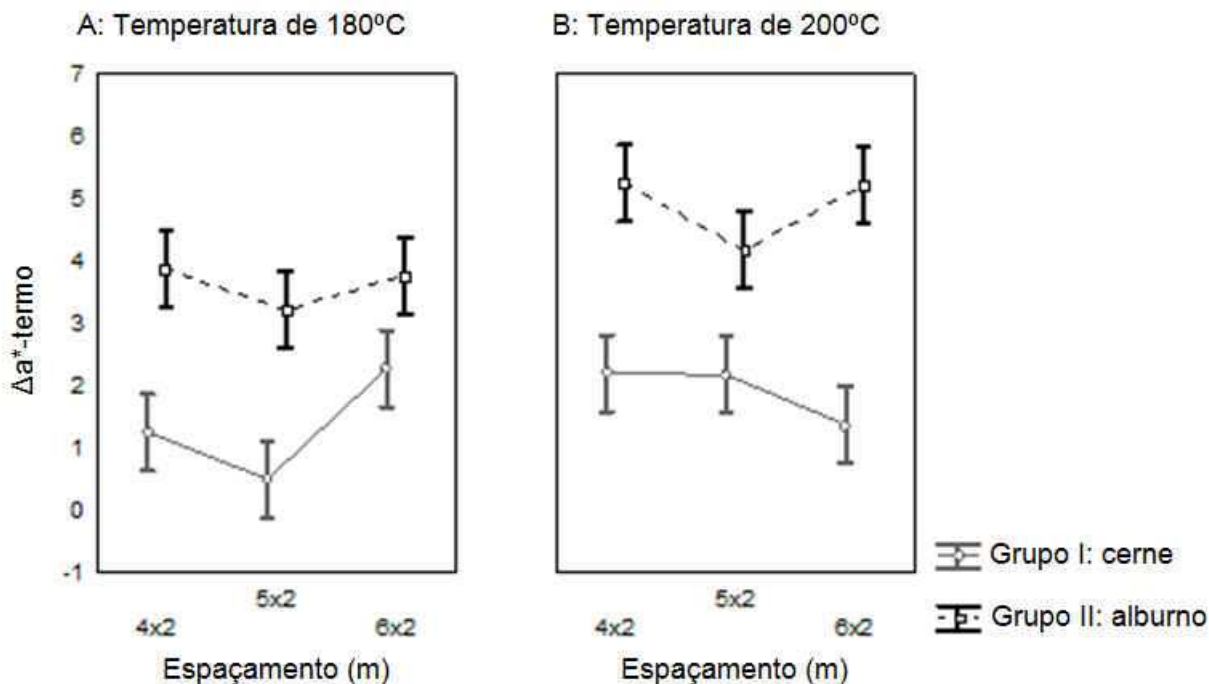 A: Temperatura de 180ºC
B: Temperatura de 200ºC
Δa*-termo
7
6
5
4
3
2
1
0
-1
4x2
5x2
6x2
4x2
5x2
6x2
Espaçamento (m)
Espaçamento (m)
Grupo I: cerne
Grupo II: alburno